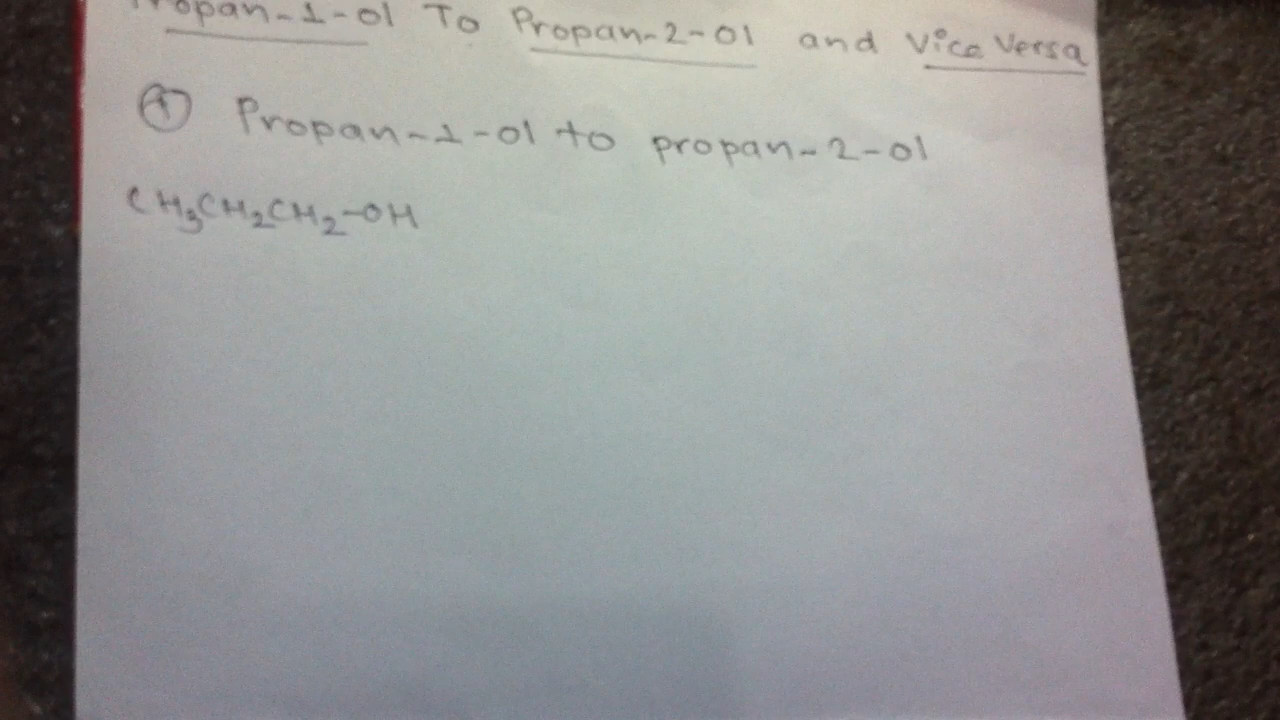 Propan-1-ol To Propan-2-ol and Vice Versa
A Propan-1-ol to propan-2-ol
CH₃CH₂CH₂-OH